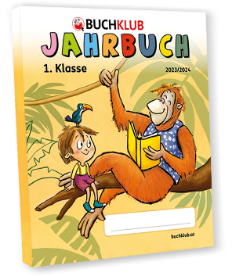 BUCHKLUB
JAHRBUCH
1. Klasse 2023/2024
buchklub.at